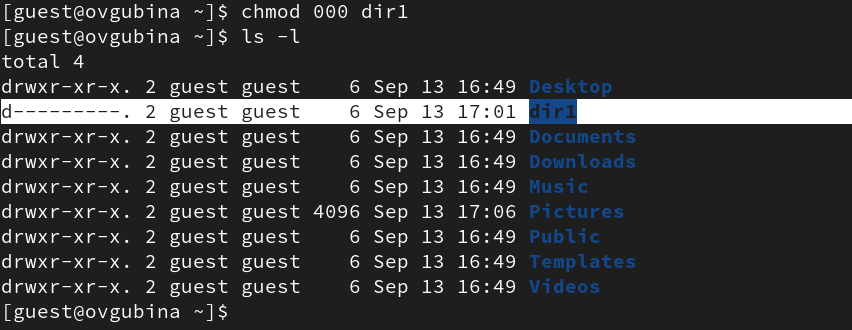 [guest@ovgubina ~]$ chmod 000 dir1
[guest@ovgubina ~]$ ls -l
total 4
drwxr-xr-x. 2 guest guest    6 Sep 13 16:49 Desktop
d---------. 2 guest guest    6 Sep 13 17:01 dir1
drwxr-xr-x. 2 guest guest    6 Sep 13 16:49 Documents
drwxr-xr-x. 2 guest guest    6 Sep 13 16:49 Downloads
drwxr-xr-x. 2 guest guest    6 Sep 13 16:49 Music
drwxr-xr-x. 2 guest guest 4096 Sep 13 17:06 Pictures
drwxr-xr-x. 2 guest guest    6 Sep 13 16:49 Public
drwxr-xr-x. 2 guest guest    6 Sep 13 16:49 Templates
drwxr-xr-x. 2 guest guest    6 Sep 13 16:49 Videos
[guest@ovgubina ~]$